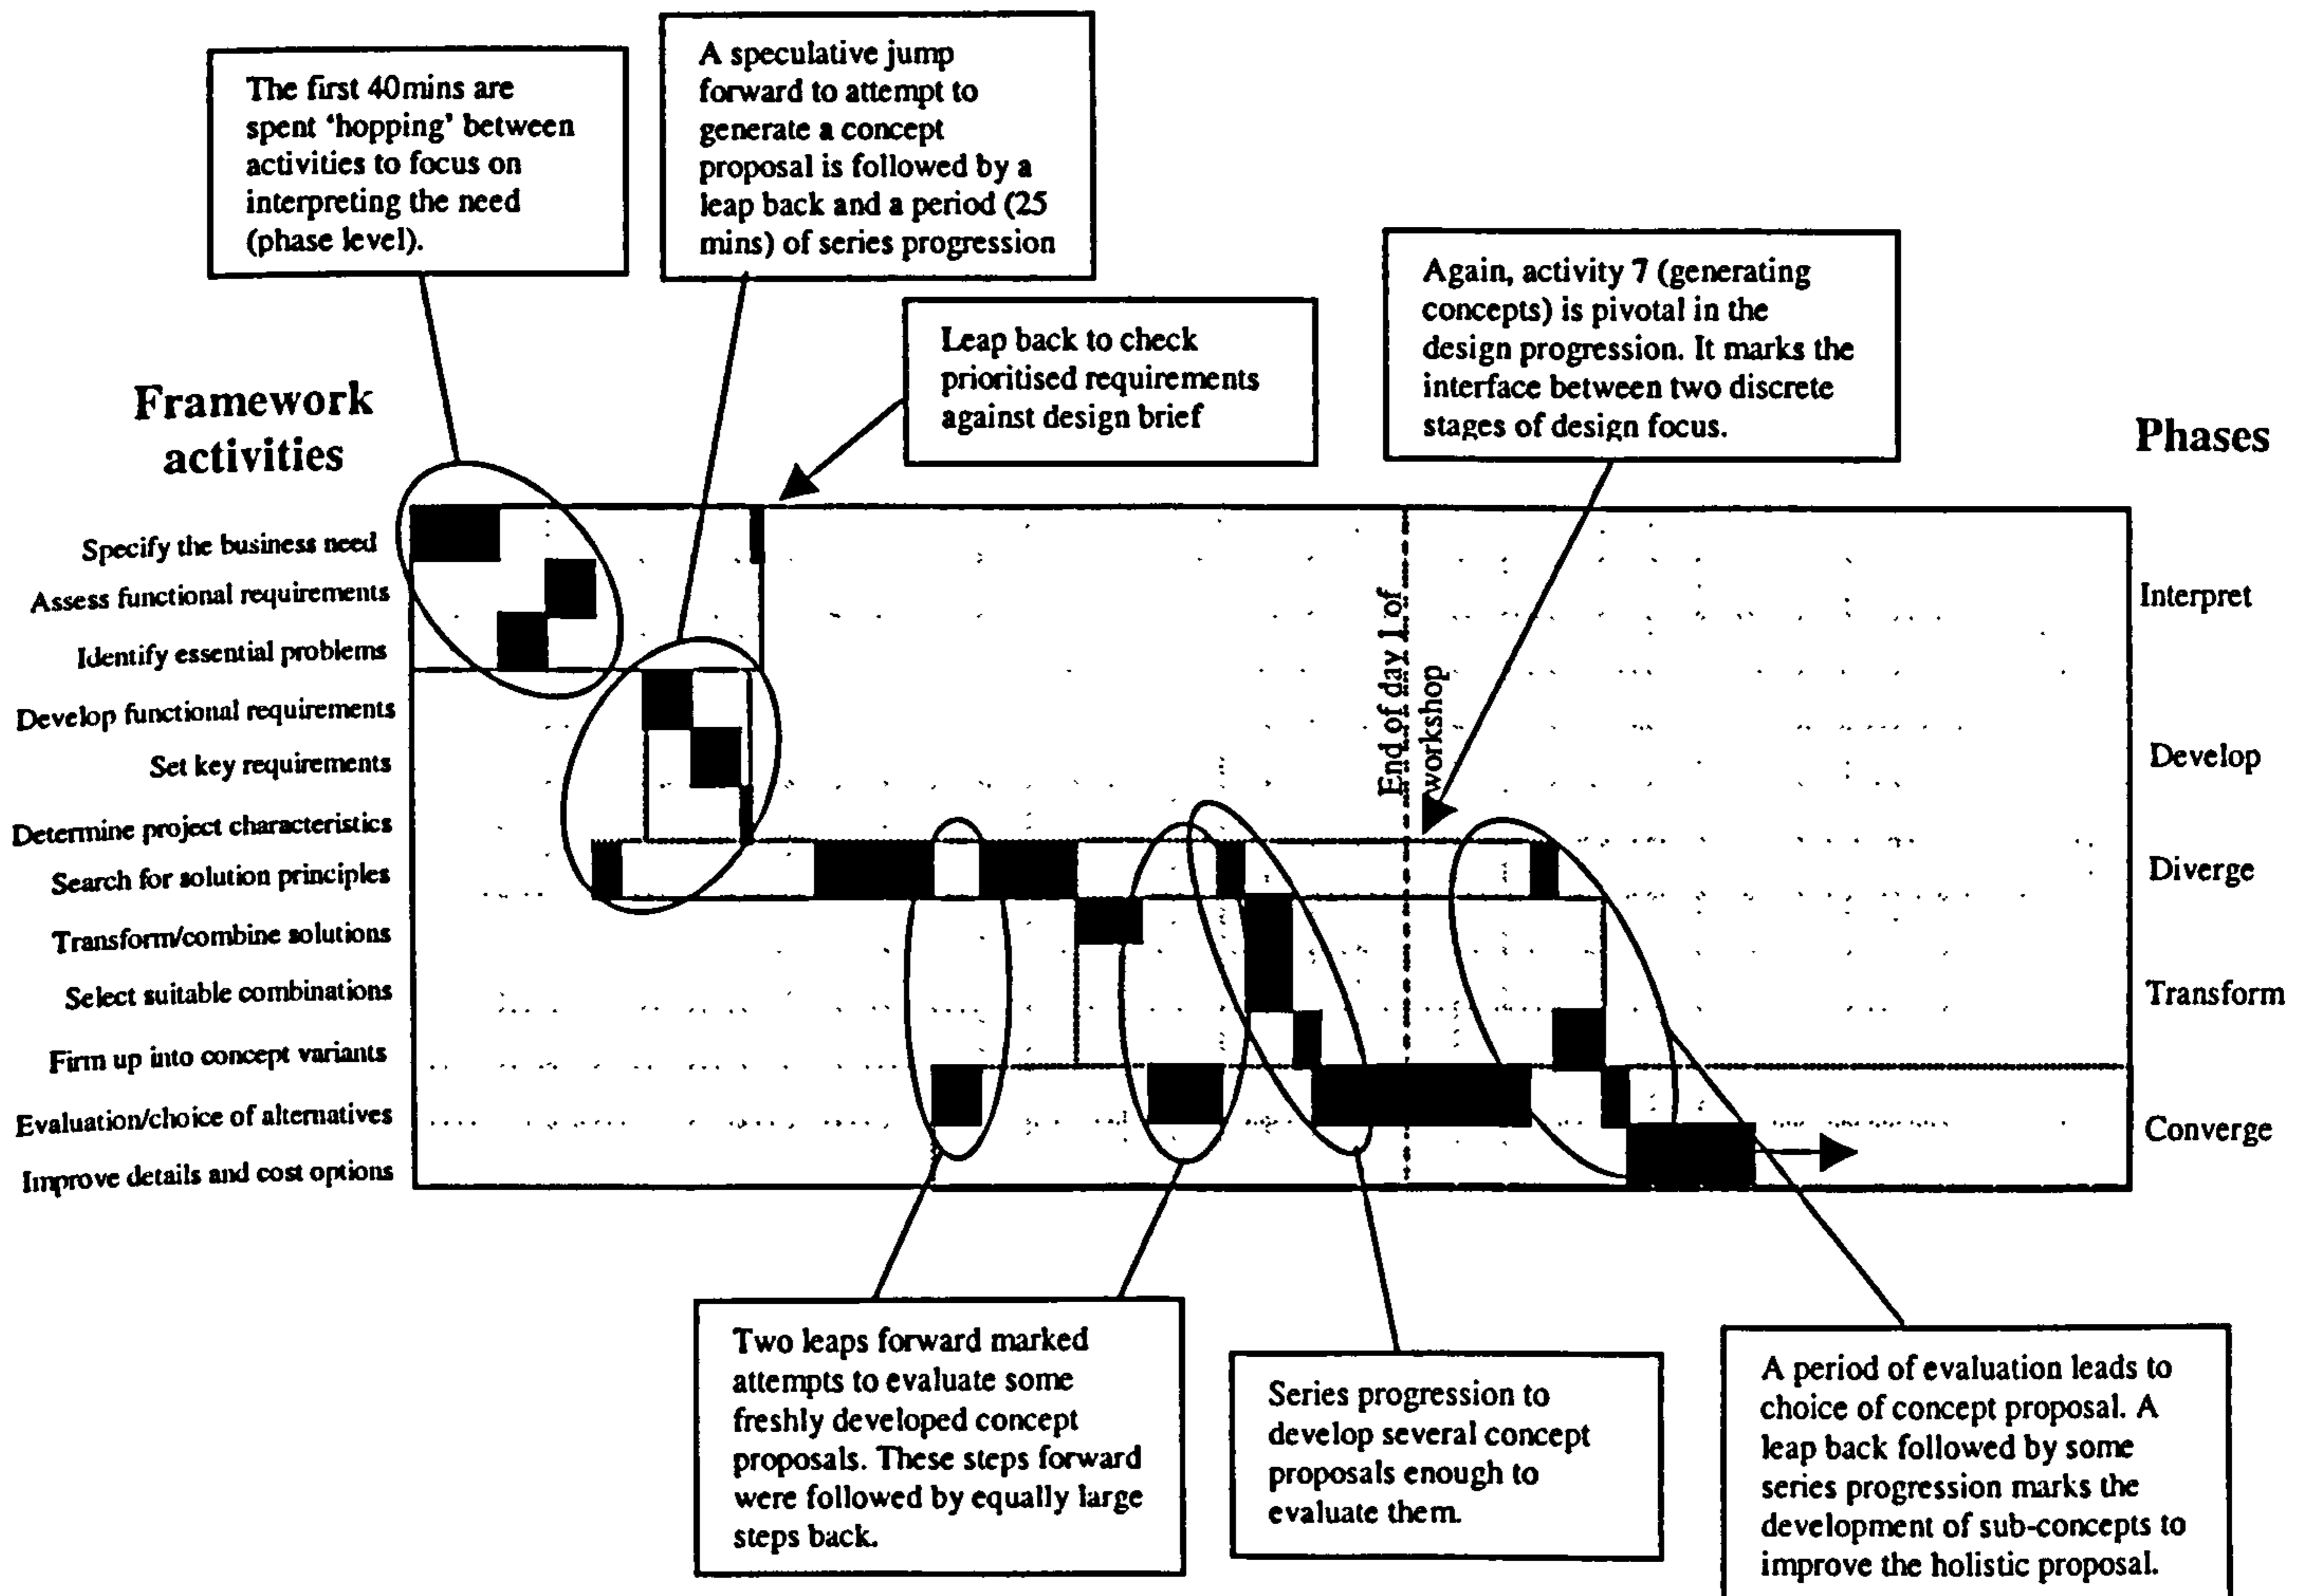 The first 40mins are
spent ‘hopping’ between
activities to focus on
interpreting the need
(phase level).
A speculative jump
forward to attempt to
generate a concept
proposal is followed by a
leap back and a period (25
mins) of series progression
Leap back to check
prioritised requirements
against design brief
Again, activity 7 (generating
concepts) is pivotal in the
design progression. It marks the
interface between two discrete
stages of design focus.
Framework
activities
Phases
Specify the business need
Assess functional requirements
Identify essential problems
Develop functional requirements
Set key requirements
Determine project characteristics
Search for solution principles
Transform/combine solutions
Select suitable combinations
Firm up into concept variants
Evaluation/choice of alternatives
Improve details and cost options
End of day 1 of
workshop
Interpret
Develop
Diverge
Transform
Converge
Two leaps forward marked
attempts to evaluate some
freshly developed concept
proposals. These steps forward
were followed by equally large
steps back.
Series progression to
develop several concept
proposals enough to
evaluate them.
A period of evaluation leads to
choice of concept proposal. A
leap back followed by some
series progression marks the
development of sub-concepts to
improve the holistic proposal.